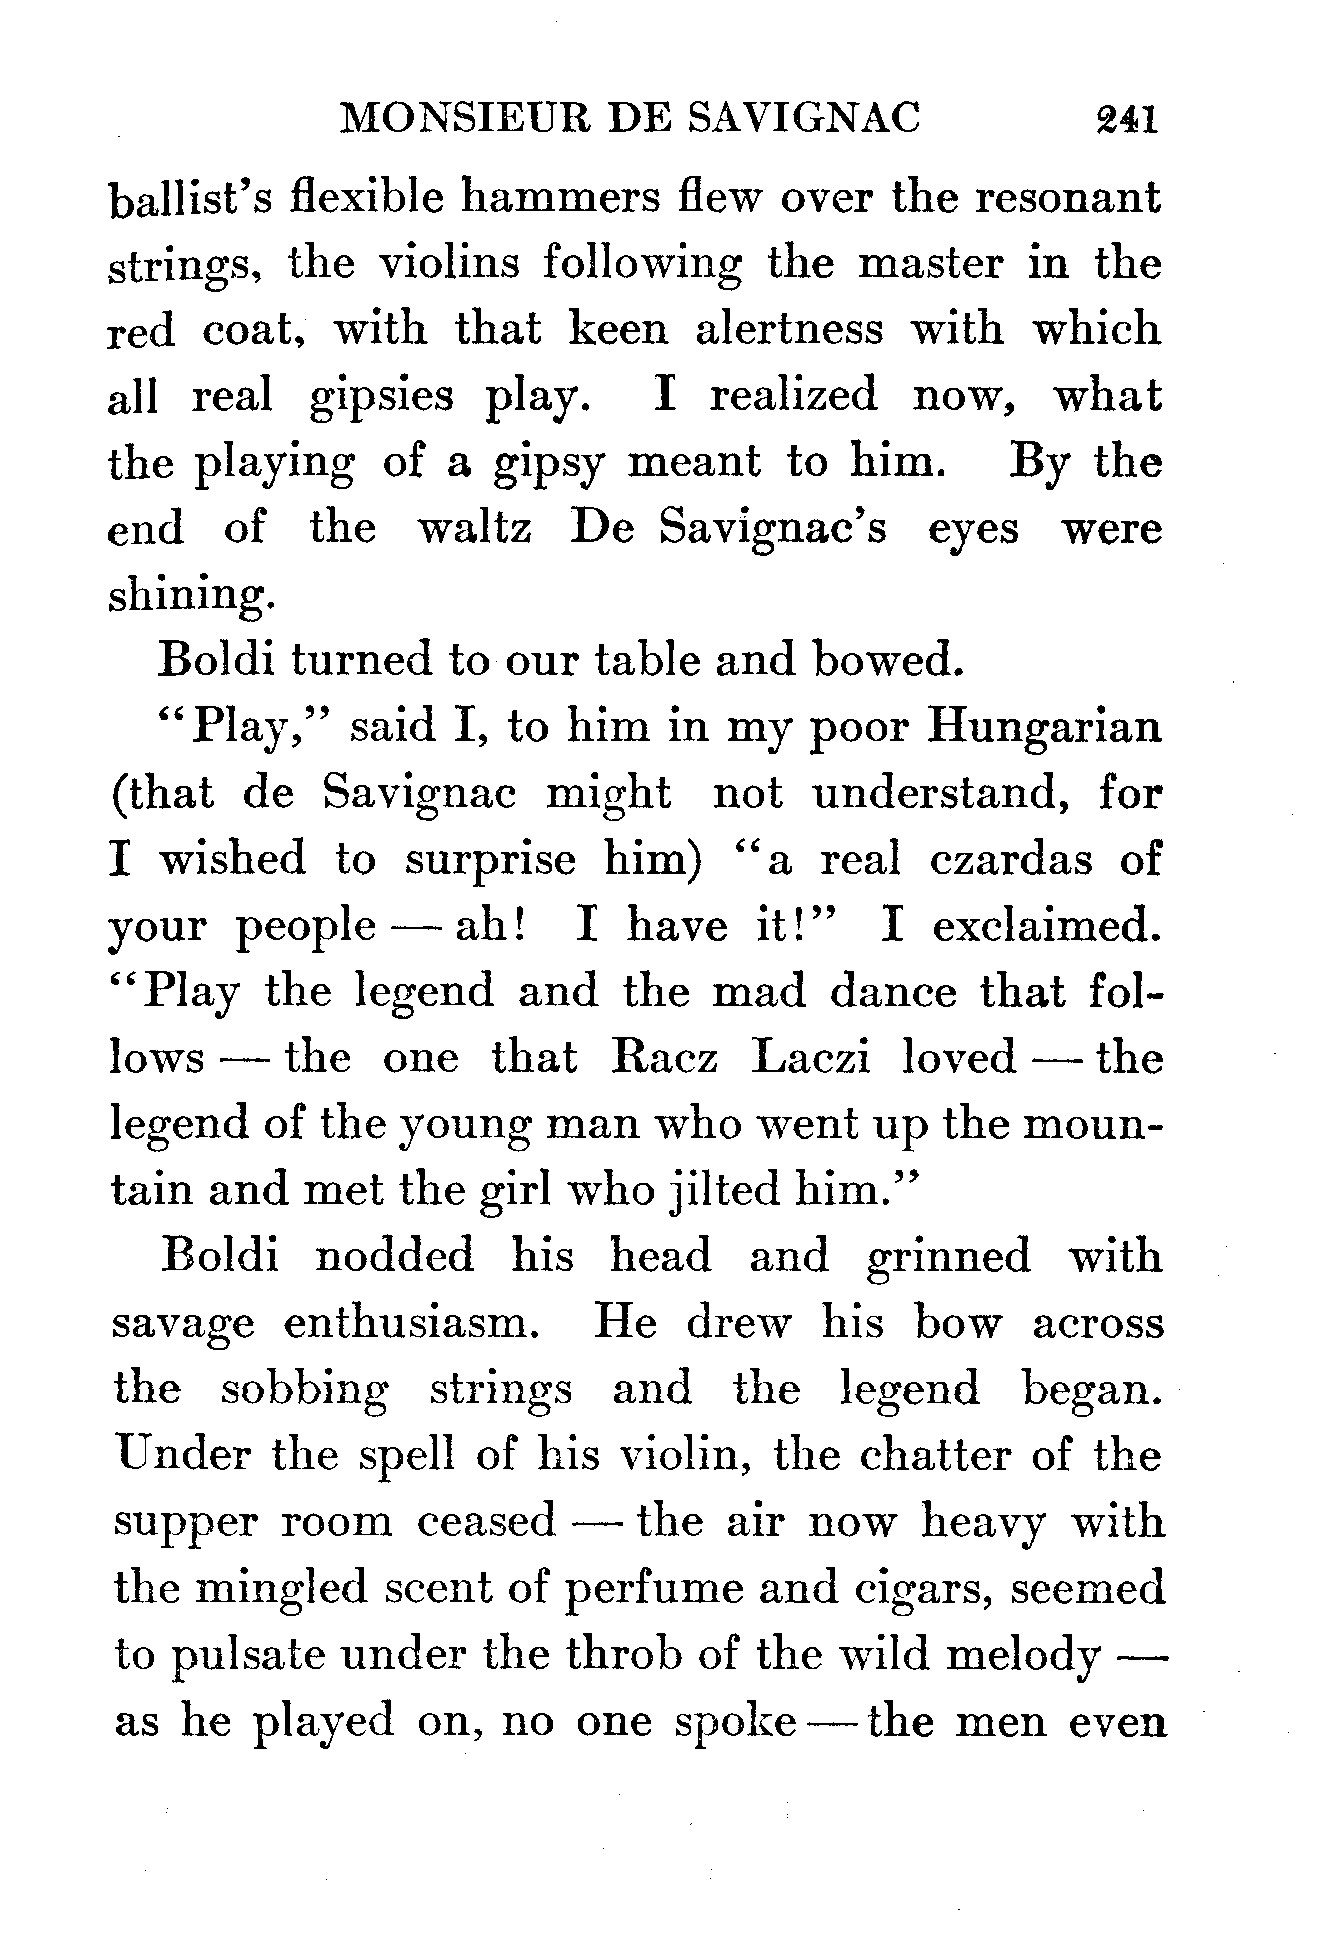 MONSIEUR DE SAVIGNAC 241
ballist's flexible hammers flew over the resonant
strings, the violins following the master in the
red coat, with that keen alertness with which
all real gipsies play. I realized now, what
the playing of a gipsy meant to him. By the
end of the waltz De Savignac's eyes were
shining.
Boldi turned to our table and bowed.
“Play,” said I, to him in my poor Hungarian
(that de Savignac might not understand, for
I wished to surprise him) “a real czardas of
your people — ah! I have it!” I exclaimed.
“Play the legend and the mad dance that fol-
lows — the one that Racz Laczi loved — the
legend of the young man who went up the moun-
tain and met the girl who jilted him.”
Boldi nodded his head and grinned with
savage enthusiasm. He drew his bow across
the sobbing strings and the legend began.
Under the spell of his violin, the chatter of the
supper room ceased — the air now heavy with
the mingled scent of perfume and cigars, seemed
to pulsate under the throb of the wild melody —
as he played on, no one spoke — the men even